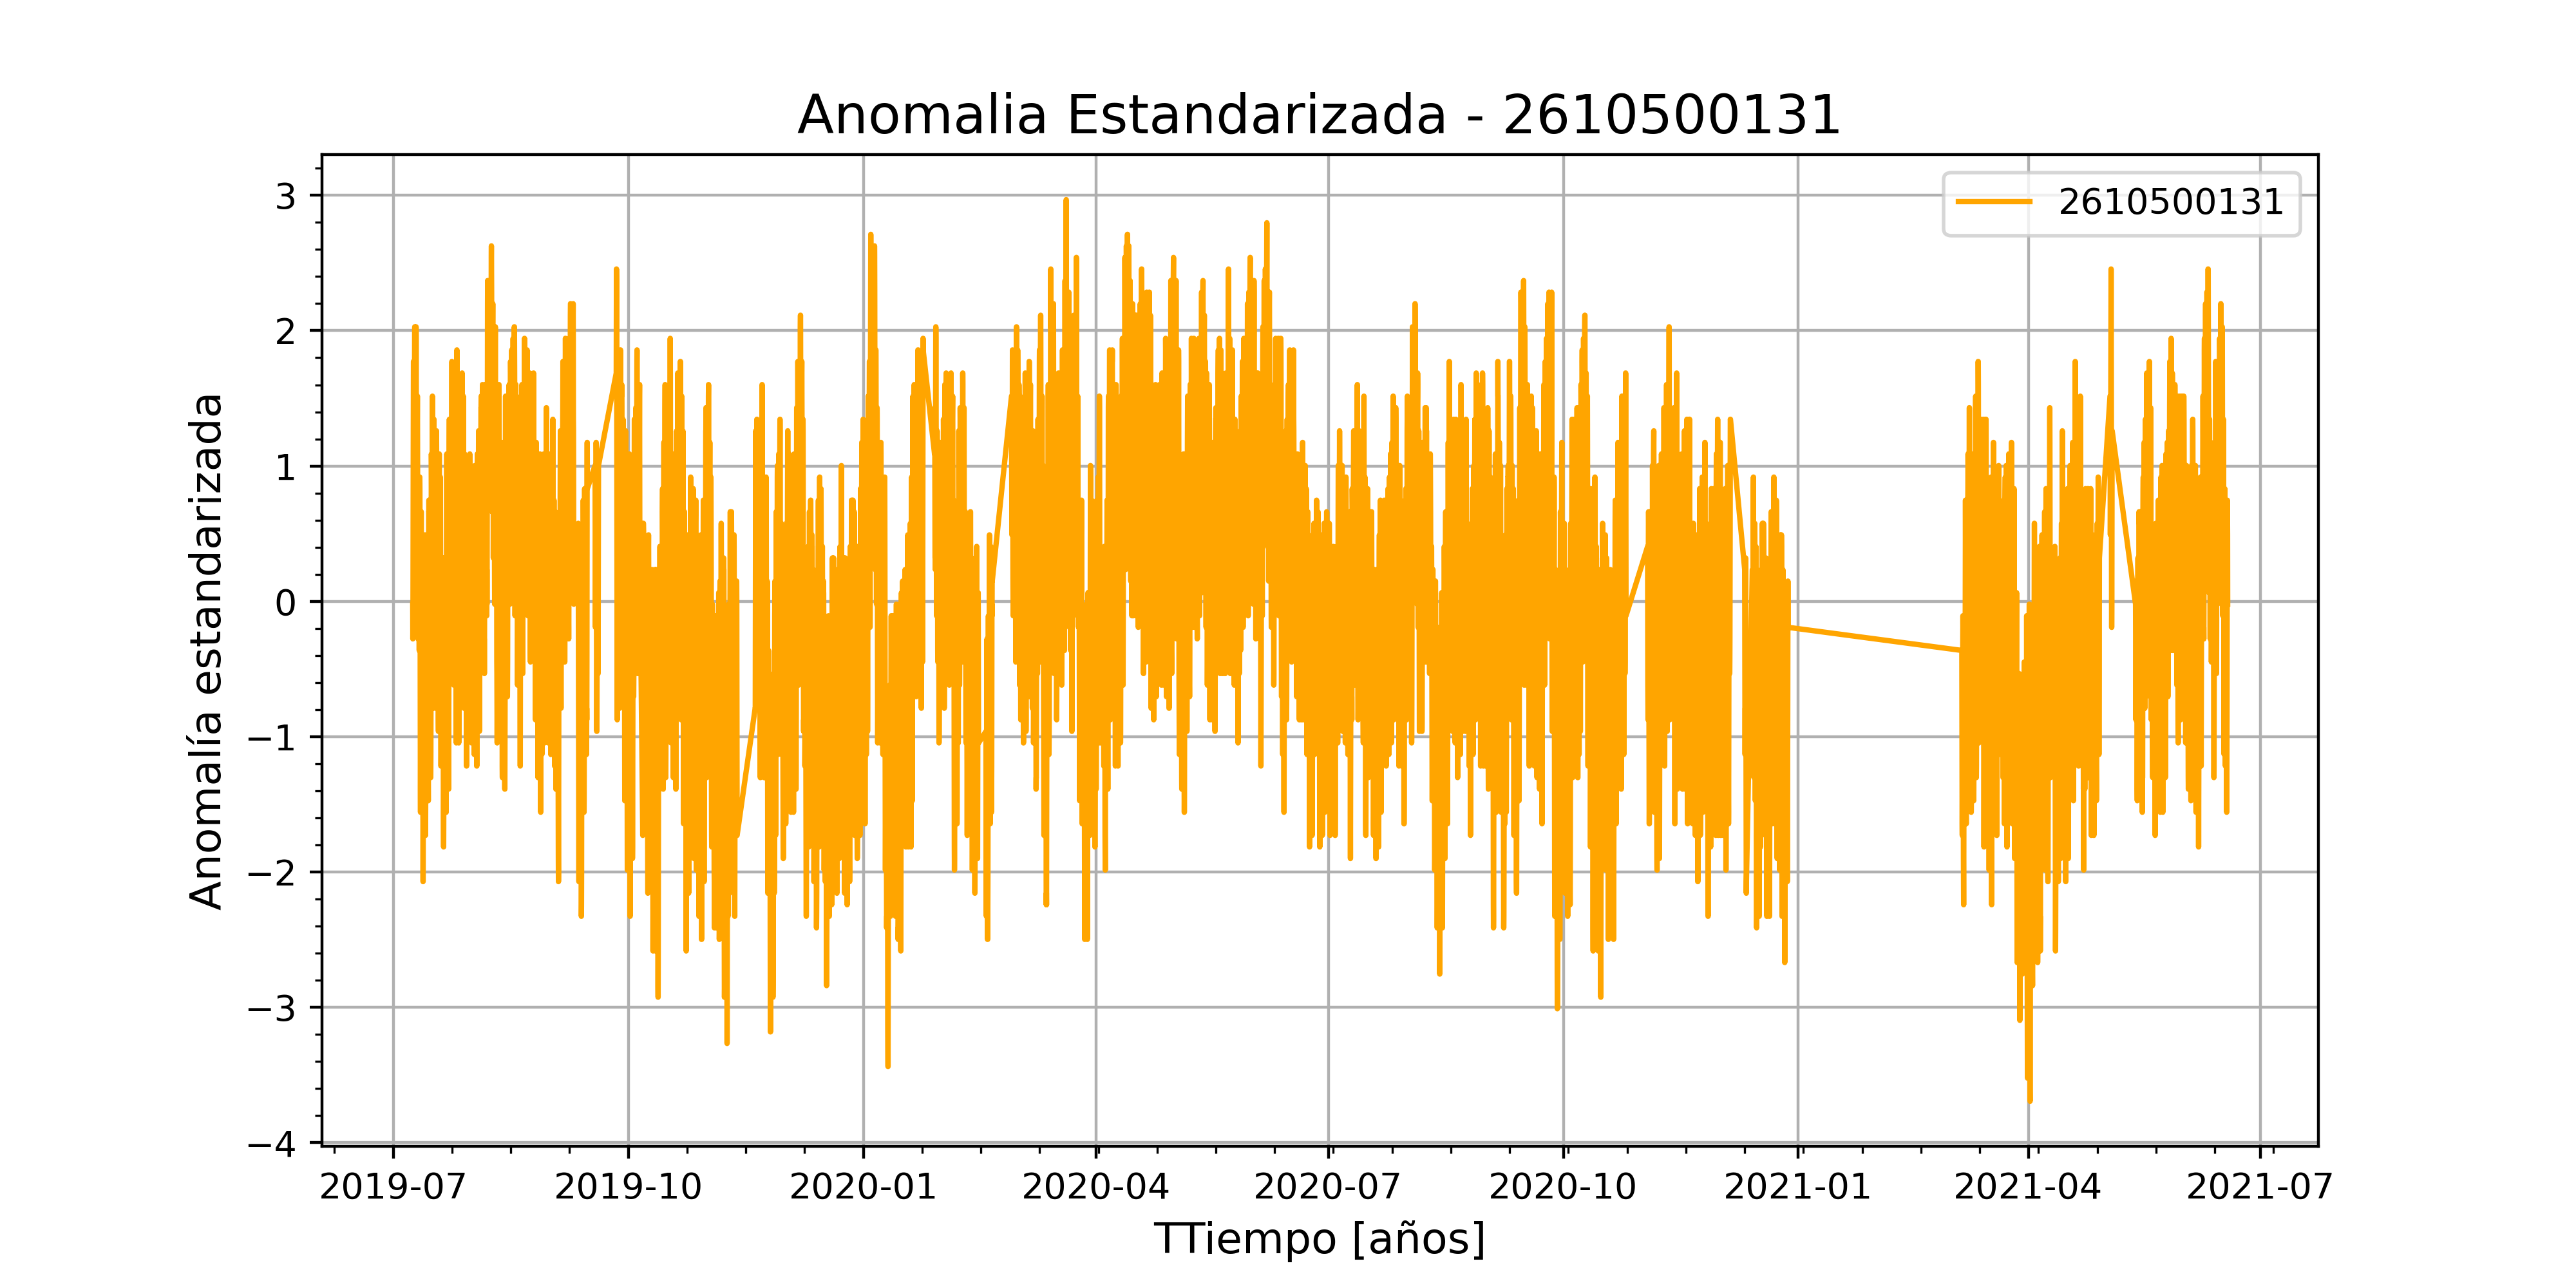 Anomalia Estandarizada - 2610500131
2610500131
Anomalía estandarizada
3
2
1
0
−1
−2
−3
−4
2019-07 2019-10 2020-01 2020-04 2020-07 2020-10 2021-01 2021-04 2021-07
TTiempo [años]